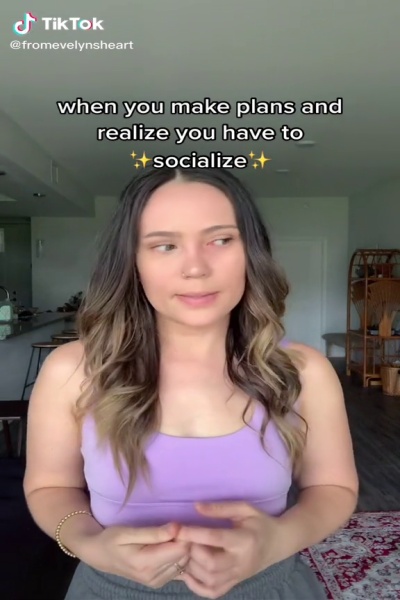 TikTok
@fromevelynsheart
when you make plans and
realize you have to
✨socialize✨